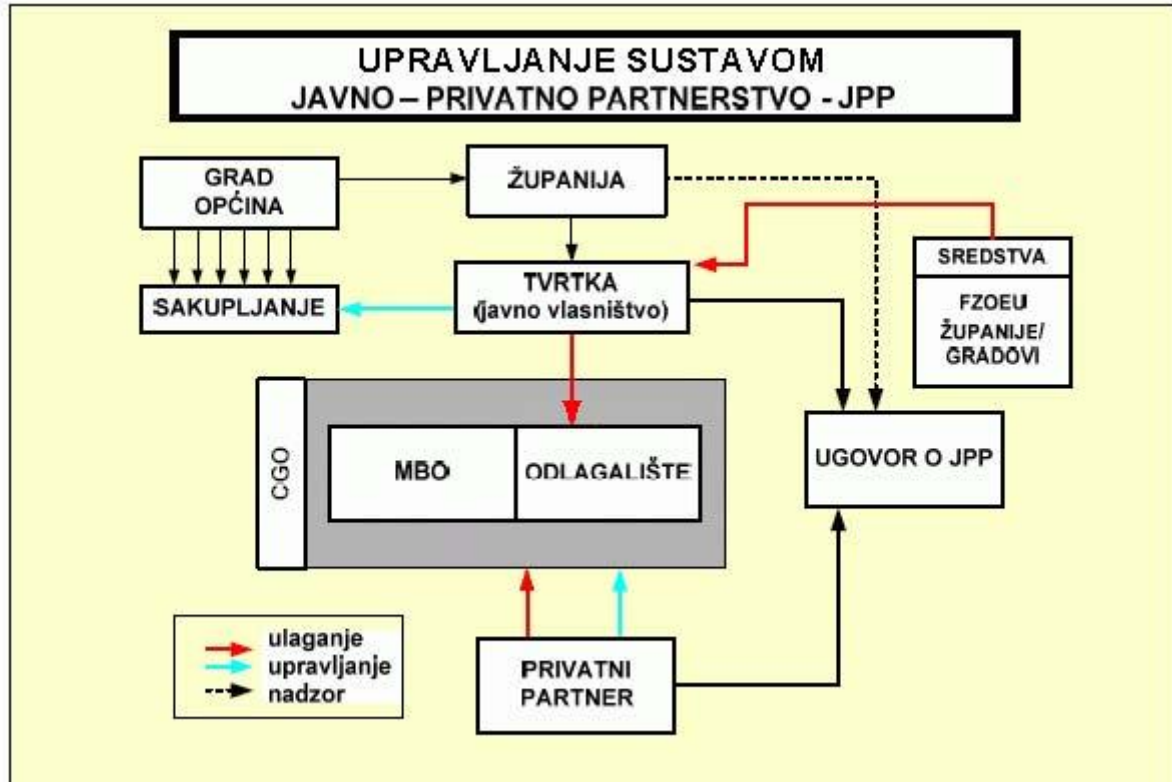 UPRAVLJANJE SUSTAVOM
JAVNO – PRIVATNO PARTNERSTVO - JPP
GRAD
OPĆINA
ŽUPANIJA
SREDSTVA
FZOEU
ŽUPANIJE/
GRADOVI
SAKUPLJANJE
TVRTKA
(javno vlasništvo)
CGO
MBO
ODLAGALIŠTE
UGOVOR O JPP
ulaganje
upravljanje
nadzor
PRIVATNI
PARTNER